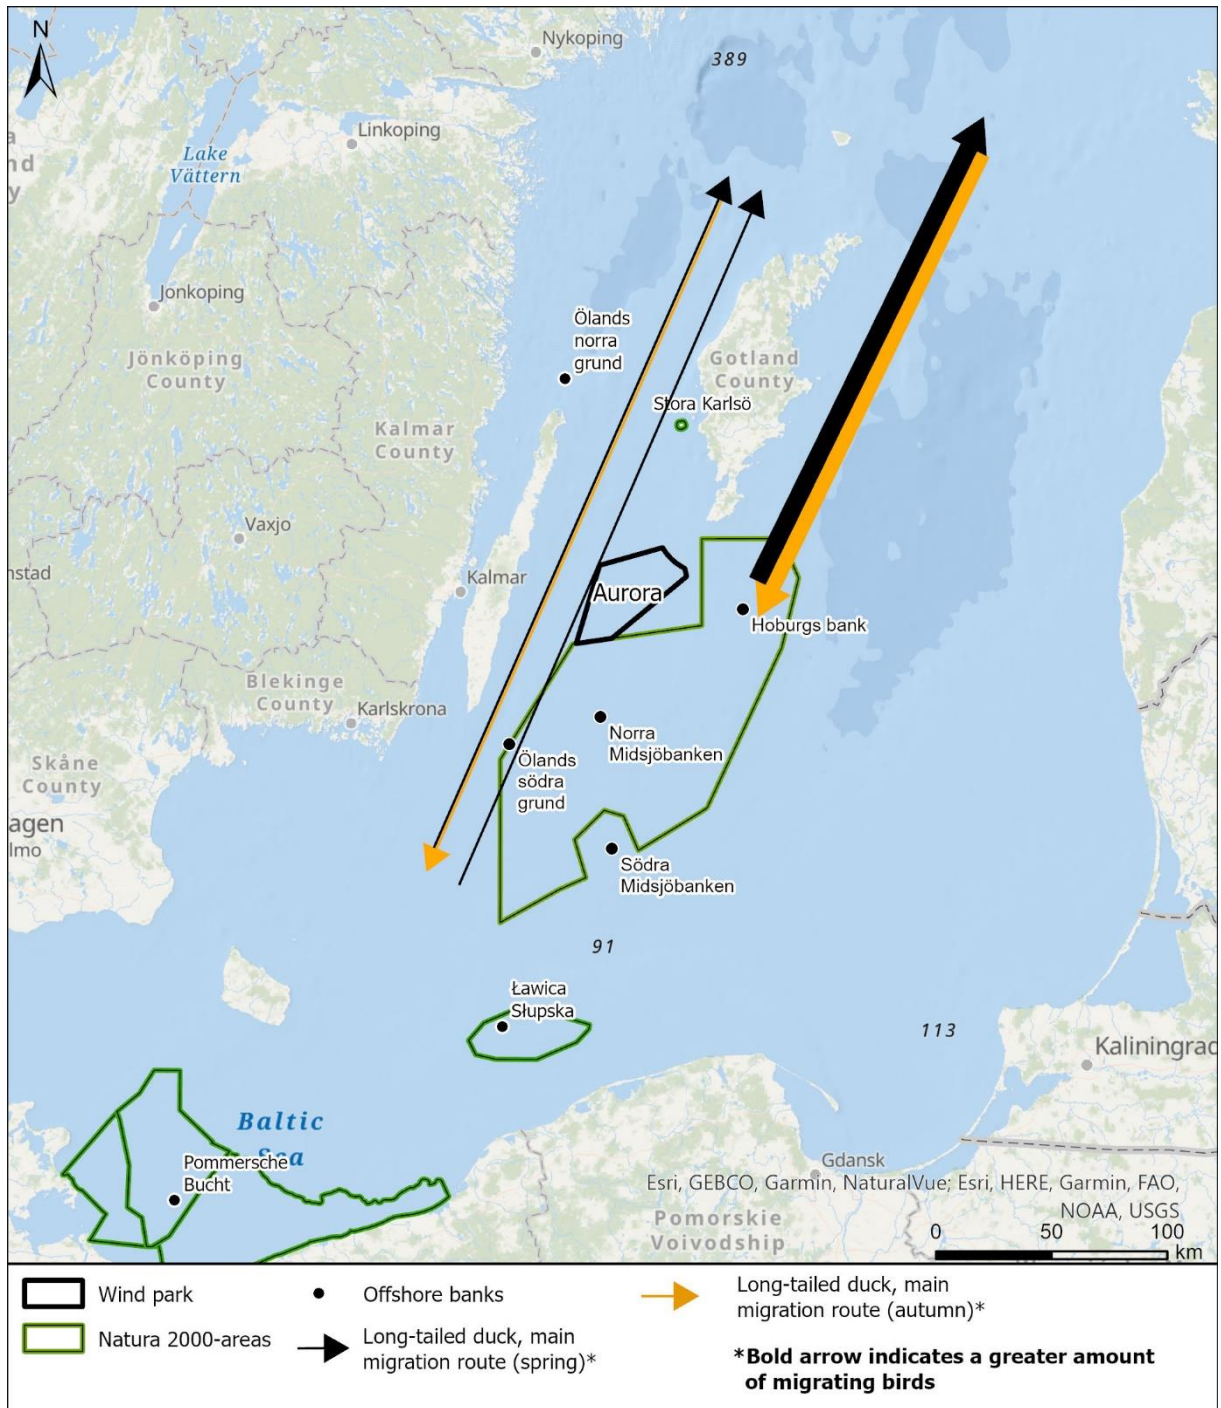 N
Nykoping
389
a
nd
y
Linkoping
Lake
Vättern
Jonkoping
Ölands
norra
grund
Jönköping
County
Gotland
County
Stora Karlsö
Kalmar
County
Vaxjo
nstad
Kalmar
Aurora
Hoburgs bank
Blekinge
County
Karlskrona
Norra
Midsjöbanken
Skåne
County
Ölands
södra
grund
agen
lmo
Södra
Midsjöbanken
91
Ławica
Słupska
113
Kaliningrad
Baltic
Sea
Pommersche
Bucht
Gdansk
Esri, GEBCO, Garmin, NaturalVue; Esri, HERE, Garmin, FAO,
NOAA, USGS
Pomorskie
Voivodship
0 50 100
km
Wind park
Offshore banks
Long-tailed duck, main
migration route (autumn)*
Natura 2000-areas
Long-tailed duck, main
migration route (spring)*
*Bold arrow indicates a greater amount
of migrating birds